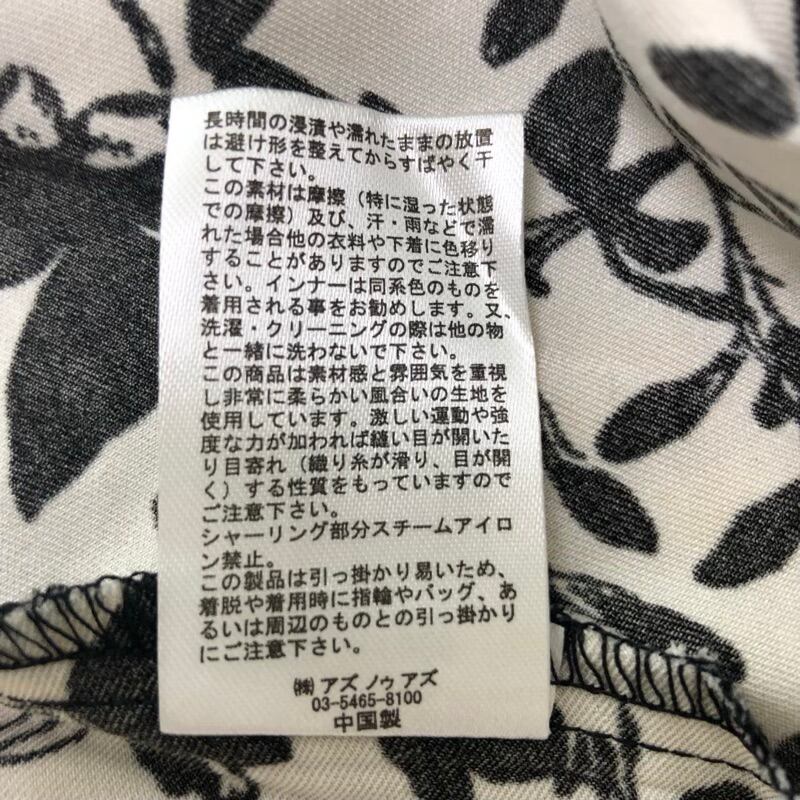 長時間の浸漬や濡れたままの放置
は避け形を整えてからすばやく干
して下さい。
この素材は摩擦（特に湿った状態
での摩擦）及び、汗・雨などで濡
れた場合他の衣料や下着に色移り
することがありますのでご注意下
さい。インナーは同系色のものを
着用される事をお勧めします。又、
洗濯・クリーニングの際は他の物
と一緒に洗わないで下さい。
この商品は素材感と雰囲気を重視
し非常に柔らかい風合いの生地を
使用しています。激しい運動や強
度な力が加われば縫い目が開いた
り目寄れ（織り糸が滑り、目が開
く）する性質をもっていますので
ご注意下さい。
シャーリング部分スチームアイロ
ン禁止。
この製品は引っ掛かり易いため、
着脱や着用時に指輪やバッグ、あ
るいは周辺のものとの引っ掛かり
にご注意下さい。
㈱ アズ ノゥ アズ
03-5465-8100
中国製